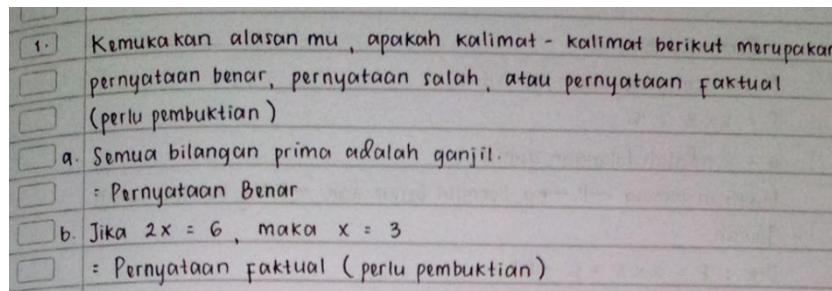 1. Kemukakan alasan mu, apakah kalimat - kalimat berikut merupakan
pernyataan benar, pernyataan salah, atau pernyataan faktual
(perlu pembuktian)
a. Semua bilangan prima adalah ganjil.
= Pernyataan Benar
b. Jika 2x = 6, maka x = 3
= Pernyataan Faktual (perlu pembuktian)